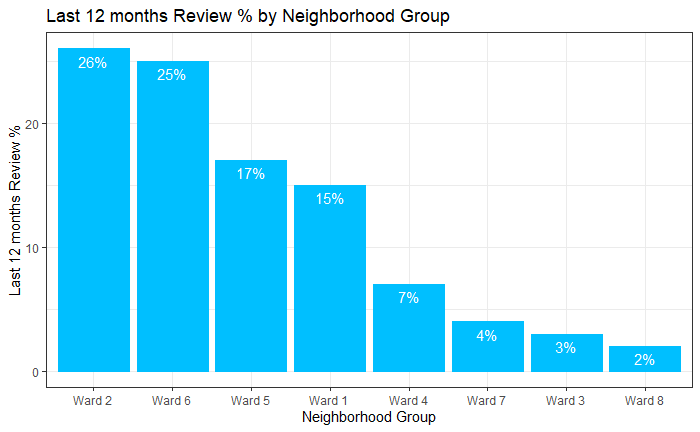 Last 12 months Review % by Neighborhood Group
Last 12 months Review %
20
10
0
26%
25%
17%
15%
7%
4%
3%
2%
Ward 2
Ward 6
Ward 5
Ward 1
Ward 4
Ward 7
Ward 3
Ward 8
Neighborhood Group